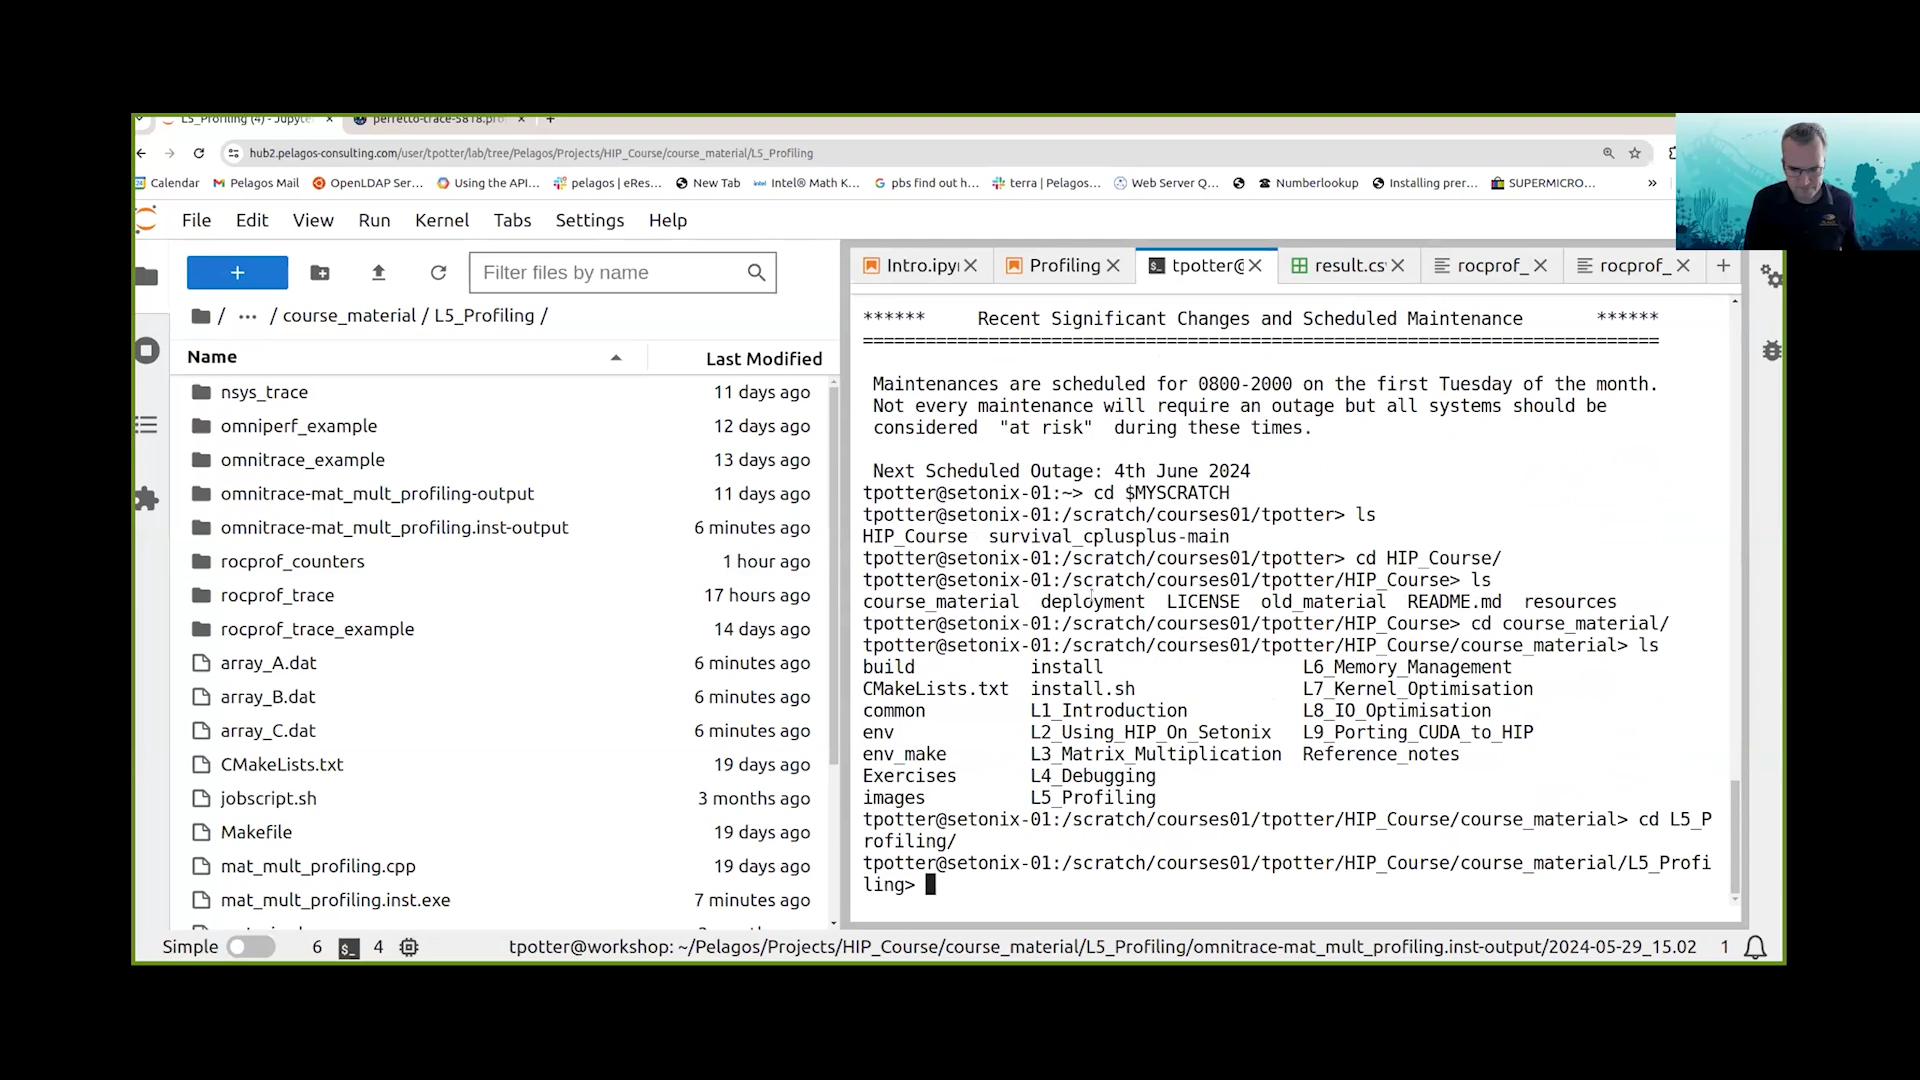 L5_Profiling (4) - Jupyte
perfetto-trace-5818.pro
hub2.pelagos-consulting.com/user/tpotter/lab/tree/Pelagos/Projects/HIP_Course/course_material/L5_Profiling
Calendar
Pelagos Mail
OpenLDAP Ser...
Using the API...
pelagos | eRes...
New Tab
Intel® Math K...
pbs find out h...
terra | Pelagos...
Web Server Q...
Numberlookup
Installing prer...
SUPERMICRO...
»
File Edit View Run Kernel Tabs Settings Help
+
Filter files by name
/ ... / course_material / L5_Profiling /
Name
Last Modified
nsys_trace 11 days ago
omniperf_example 12 days ago
omnitrace_example 13 days ago
omnitrace-mat_mult_profiling-output 11 days ago
omnitrace-mat_mult_profiling.inst-output 6 minutes ago
rocprof_counters 1 hour ago
rocprof_trace 17 hours ago
rocprof_trace_example 14 days ago
array_A.dat 6 minutes ago
array_B.dat 6 minutes ago
array_C.dat 6 minutes ago
CMakeLists.txt 19 days ago
jobscript.sh 3 months ago
Makefile 19 days ago
mat_mult_profiling.cpp 19 days ago
mat_mult_profiling.inst.exe 7 minutes ago
Intro.ipy
Profiling
tpotter@
result.cs
rocprof_
rocprof_
****** Recent Significant Changes and Scheduled Maintenance ******
===============================================================================
Maintenances are scheduled for 0800-2000 on the first Tuesday of the month.
Not every maintenance will require an outage but all systems should be
considered "at risk" during these times.
Next Scheduled Outage: 4th June 2024
tpotter@setonix-01:~> cd $MYSCRATCH
tpotter@setonix-01:/scratch/courses01/tpotter> ls
HIP_Course survival_cplusplus-main
tpotter@setonix-01:/scratch/courses01/tpotter> cd HIP_Course/
tpotter@setonix-01:/scratch/courses01/tpotter/HIP_Course> ls
course_material deployment LICENSE old_material README.md resources
tpotter@setonix-01:/scratch/courses01/tpotter/HIP_Course> cd course_material/
tpotter@setonix-01:/scratch/courses01/tpotter/HIP_Course/course_material> ls
build install L6_Memory_Management
CMakeLists.txt install.sh L7_Kernel_Optimisation
common L1_Introduction L8_IO_Optimisation
env L2_Using_HIP_On_Setonix L9_Porting_CUDA_to_HIP
env_make L3_Matrix_Multiplication Reference_notes
Exercises L4_Debugging
images L5_Profiling
tpotter@setonix-01:/scratch/courses01/tpotter/HIP_Course/course_material> cd L5_P
rofiling/
tpotter@setonix-01:/scratch/courses01/tpotter/HIP_Course/course_material/L5_Profi
ling>
Simple 6 $_ 4 tpotter@workshop: ~/Pelagos/Projects/HIP_Course/course_material/L5_Profiling/omnitrace-mat_mult_profiling.inst-output/2024-05-29_15.02 1